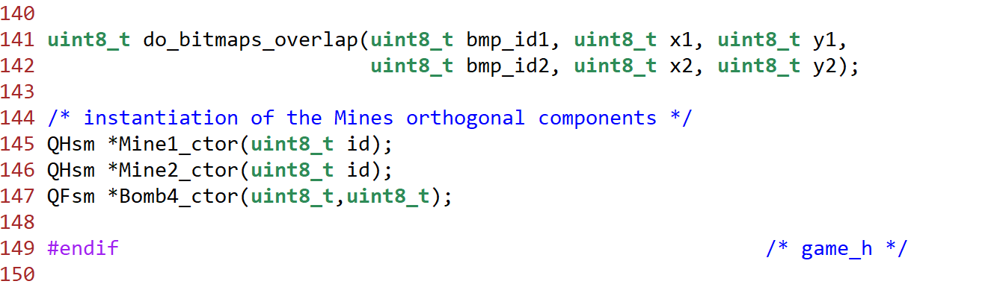 140
141 uint8_t do_bitmaps_overlap(uint8_t bmp_id1, uint8_t x1, uint8_t y1,
142                            uint8_t bmp_id2, uint8_t x2, uint8_t y2);
143
144 /* instantiation of the Mines orthogonal components */
145 QHsm *Mine1_ctor(uint8_t id);
146 QHsm *Mine2_ctor(uint8_t id);
147 QFsm *Bomb4_ctor(uint8_t,uint8_t);
148
149 #endif                                                      /* game_h */
150